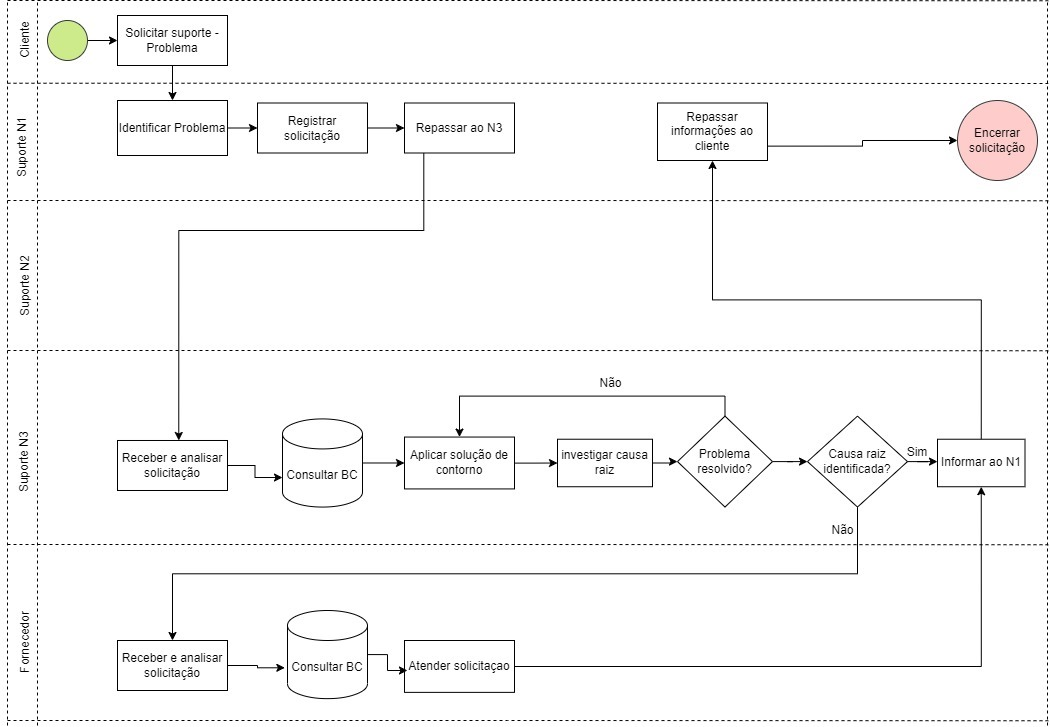 Cliente
Solicitar suporte -
Problema
Suporte N1
Identificar Problema
Registrar
solicitação
Repassar ao N3
Repassar
informações ao
cliente
Encerrar
solicitação
Suporte N2
Suporte N3
Não
Receber e analisar
solicitação
Consultar BC
Aplicar solução de
contorno
investigar causa
raiz
Problema
resolvido?
Causa raiz
identificada?
Sim
Informar ao N1
Não
Fornecedor
Receber e analisar
solicitação
Consultar BC
Atender solicitaçao